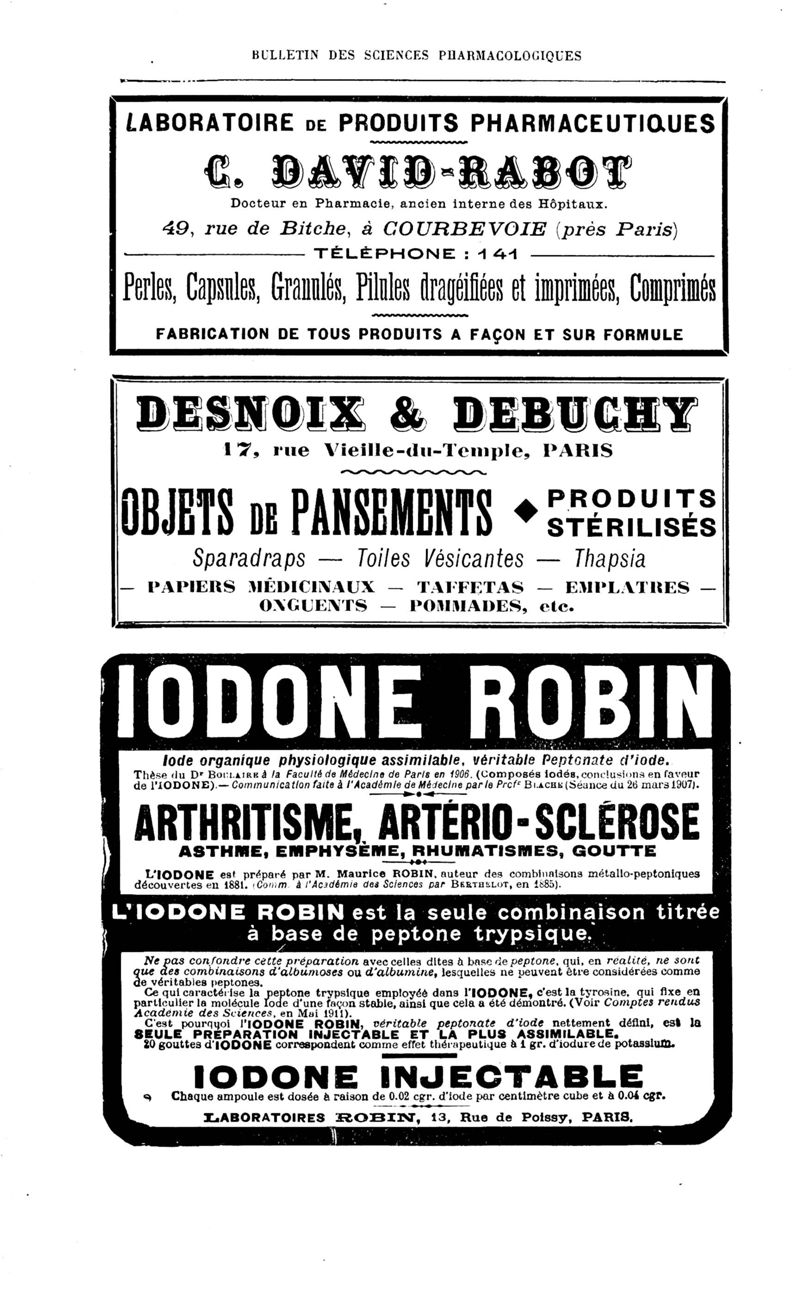 BULLETIN DES SCIENCES PHARMACOLOGIQUES
LABORATOIRE DE PRODUITS PHARMACEUTIQUES
C. DAVID-RABOT
Docteur en Pharmacie, ancien interne des Hôpitaux.
49, rue de Bitche, à COURBEVOIE (près Paris)
TÉLÉPHONE : 141
Perles, Capsules, Granulés, Pilules dragéifiées et imprimées, Comprimés
FABRICATION DE TOUS PRODUITS A FAÇON ET SUR FORMULE
DESNOIX & DEBUCHY
17, rue Vieille-du-Temple, PARIS
OBJETS DE PANSEMENTS ◆ PRODUITS STÉRILISÉS
Sparadraps — Toiles Vésicantes — Thapsia
— PAPIERS MÉDICINAUX — TAFFETAS — EMPLATRES —
ONGUENTS — POMMADES, etc.
IODONE ROBIN
Iode organique physiologique assimilable, véritable Peptonate d'iode.
Thèse du Dr BOULAIRE à la Faculté de Médecine de Paris en 1906. (Composés iodés, conclusions en faveur
de l'IODONE). — Communication faite à l'Académie de Médecine par le Profr BLACHE (Séance du 26 mars 1907).
ARTHRITISME, ARTÉRIO-SCLÉROSE
ASTHME, EMPHYSÈME, RHUMATISMES, GOUTTE
L'IODONE est préparé par M. Maurice ROBIN, auteur des combinaisons métallo-peptoniques
découvertes en 1881. (Comm. à l'Académie des Sciences par BERTHELOT, en 1885).
L'IODONE ROBIN est la seule combinaison titrée
à base de peptone trypsique.
Ne pas confondre cette préparation avec celles dites à base de peptone, qui, en réalité, ne sont
que des combinaisons d'albumoses ou d'albumine, lesquelles ne peuvent être considérées comme
de véritables peptones.
Ce qui caractérise la peptone trypsique employéé dans l'IODONE, c'est la tyrosine, qui fixe en
particulier la molécule Iode d'une façon stable, ainsi que cela a été démontré. (Voir Comptes rendus
Academie des Sciences, en Mai 1911).
C'est pourquoi l'IODONE ROBIN, véritable peptonate d'iode nettement défini, est la
SEULE PRÉPARATION INJECTABLE ET LA PLUS ASSIMILABLE.
20 gouttes d'IODONE correspondent comme effet thérapeutique à 1 gr. d'iodure de potassium.
IODONE INJECTABLE
Chaque ampoule est dosée à raison de 0.02 cgr. d'iode par centimètre cube et à 0.04 cgr.
LABORATOIRES ROBIN, 13, Rue de Poissy, PARIS.